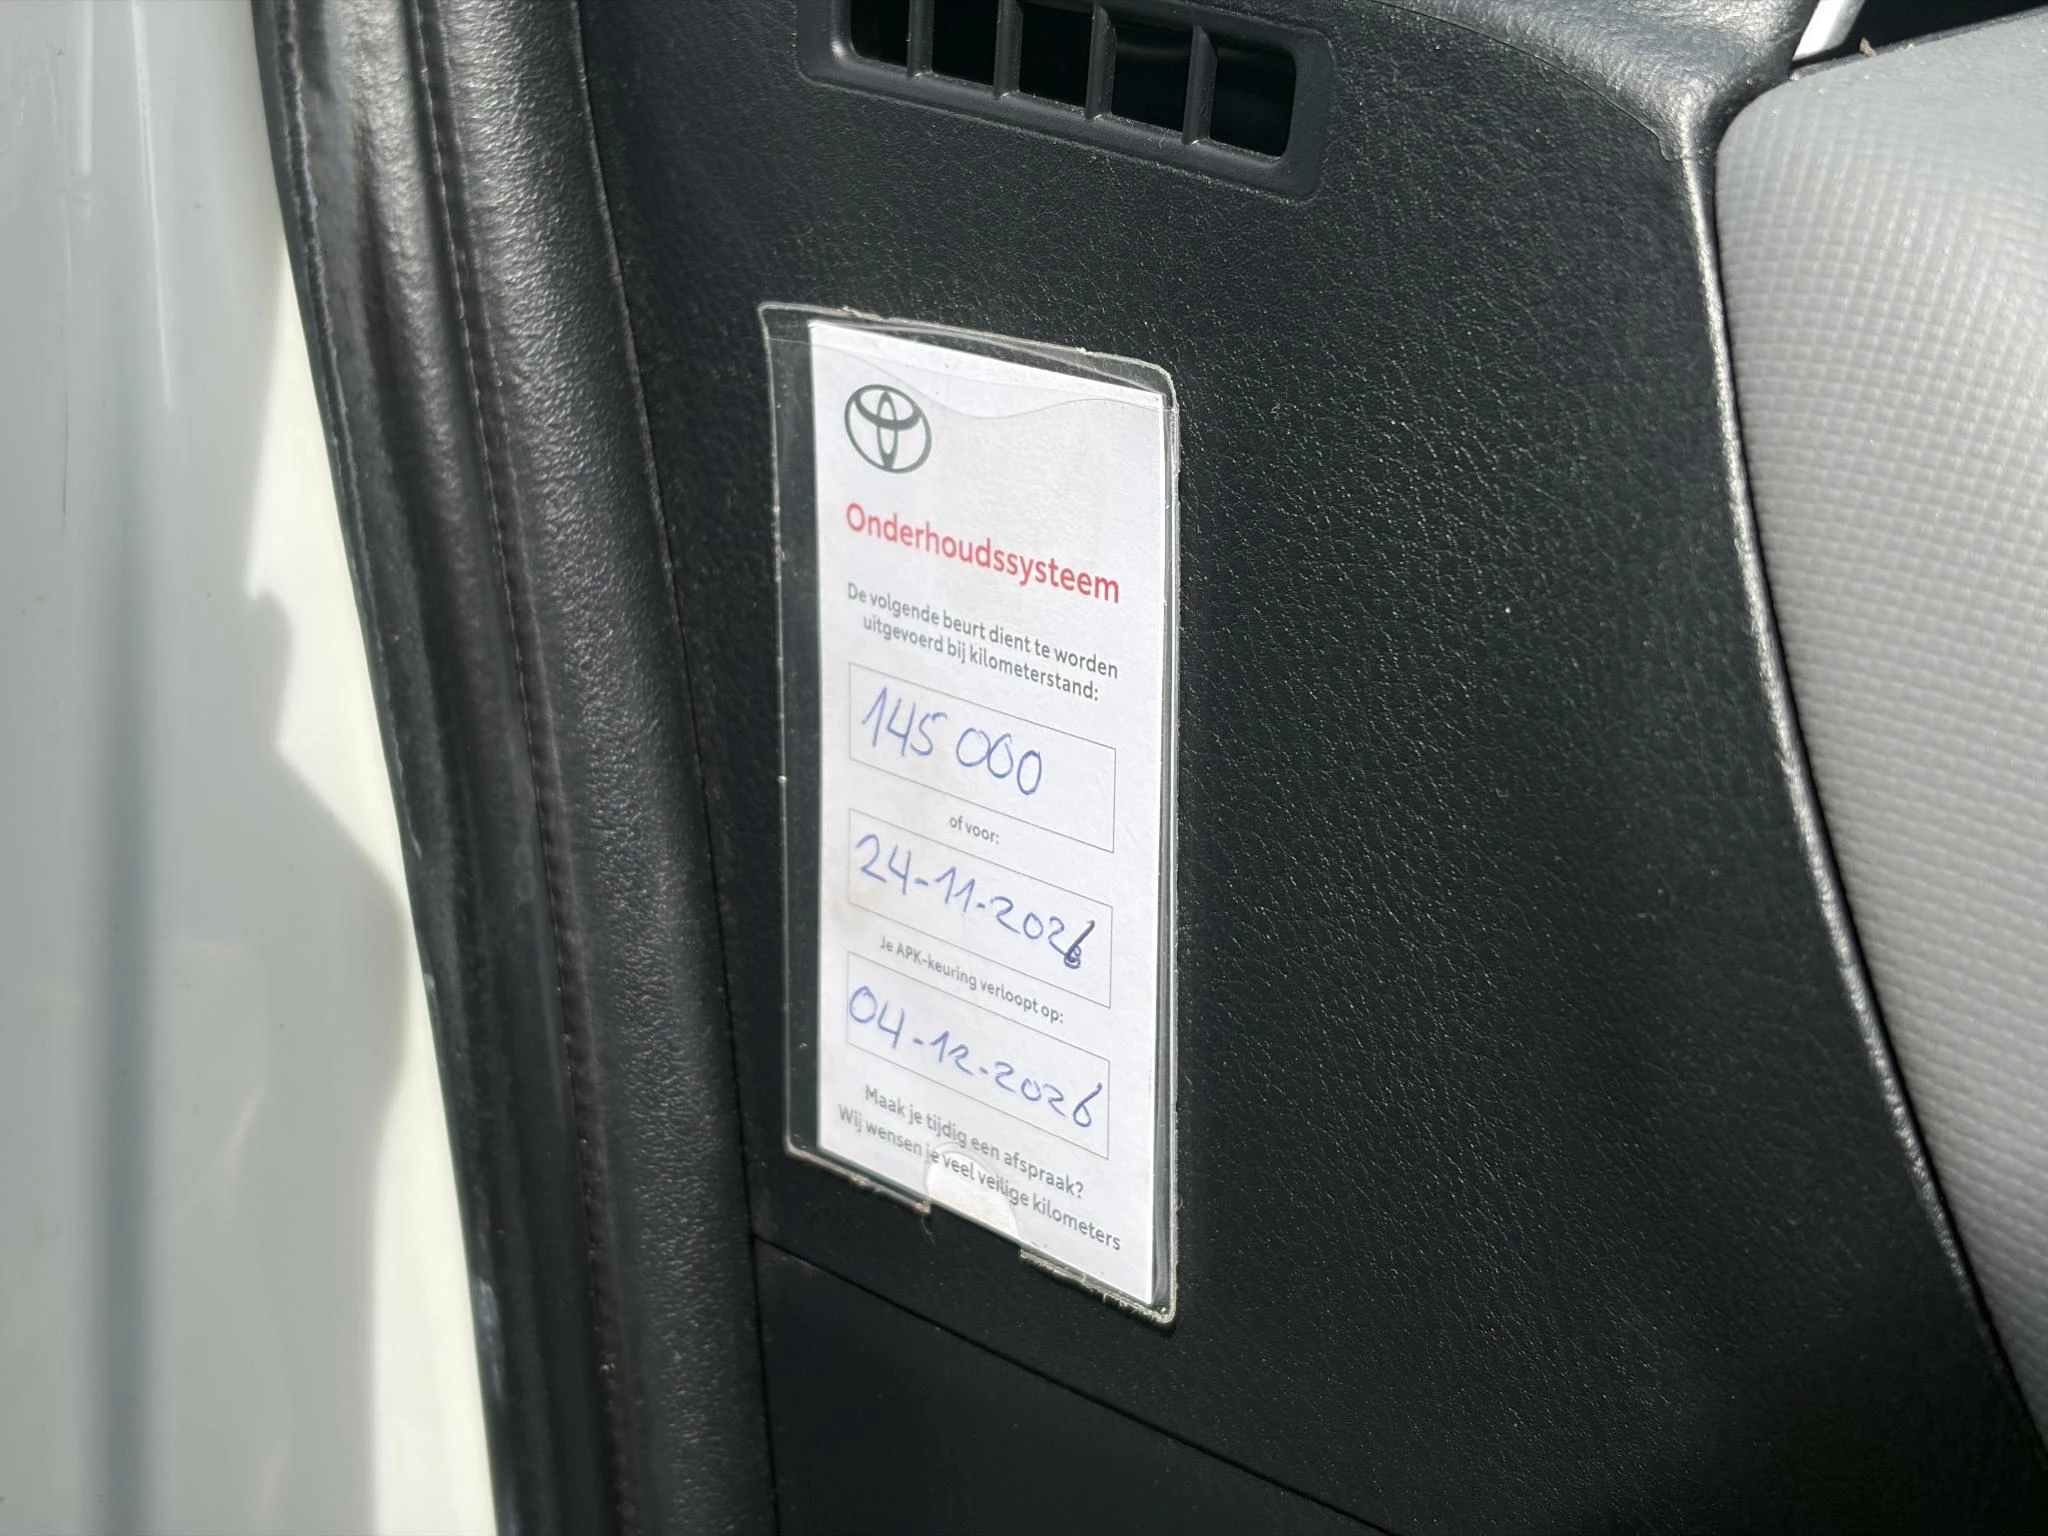 Onderhoudssysteem
De volgende beurt dient te worden
uitgevoerd bij kilometerstand:
145 000
of voor:
24-11-2026
Je APK-keuring verloopt op:
04-12-2026
Maak je tijdig een afspraak?
Wij wensen je veel veilige kilometers